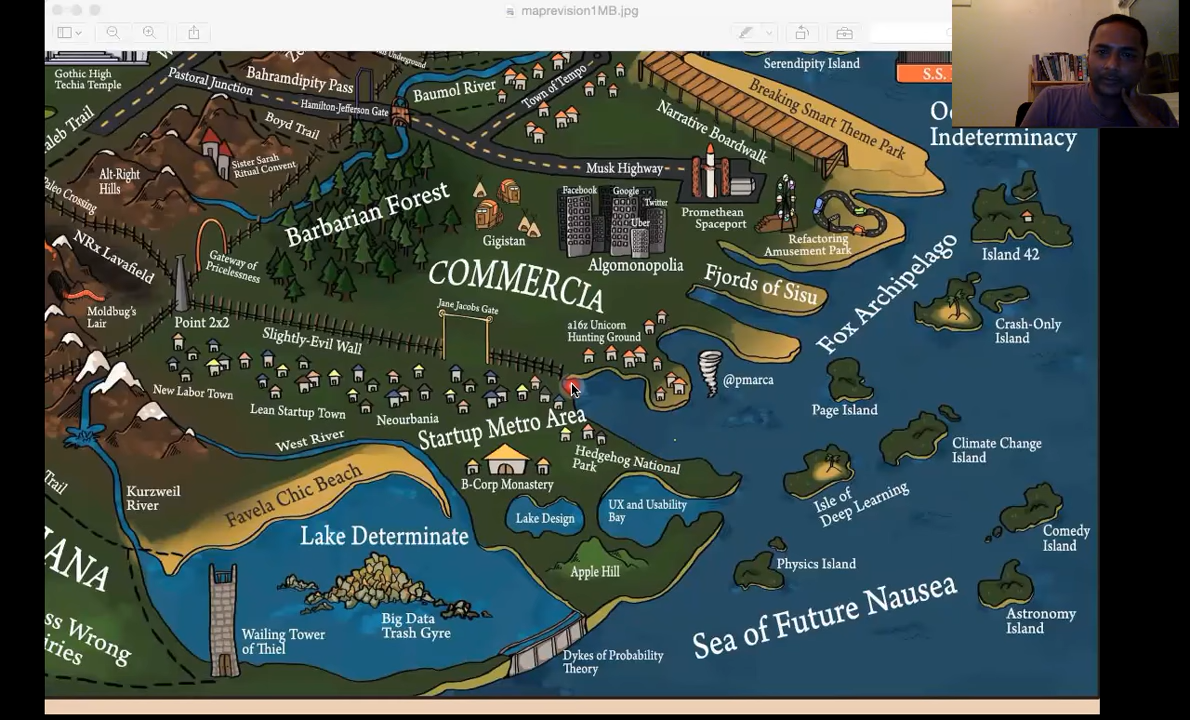 maprevision1MB.jpg
Serendipity Island
Gothic High
Techia Temple
Pastoral Junction
Bahramdipity Pass
Hamilton-Jefferson Gate
Baumol River
Town of Tempo
S.S.
Breaking Smart Theme Park
Narrative Boardwalk
Indeterminacy
Boyd Trail
Trail
Sister Sarah
Ritual Convent
Alt-Right
Hills
Musk Highway
Paleo Crossing
Barbarian Forest
Gigistan
Facebook
Google
Twitter
Uber
Algomonopolia
Promethean
Spaceport
Refactoring
Amusement Park
Island 42
NRx Lavafield
Gateway of
Pricelessness
COMMERCIA
Fjords of Sisu
Fox Archipelago
Moldbug's
Lair
Point 2x2
Jane Jacobs Gate
a16z Unicorn
Hunting Ground
Crash-Only
Island
Slightly-Evil Wall
@pmarca
New Labor Town
Lean Startup Town
Neourbania
Page Island
Startup Metro Area
West River
Climate Change
Island
Hedgehog National
Park
B-Corp Monastery
Trail
Kurzweil
River
Favela Chic Beach
Isle of
Deep Learning
Lake Design
UX and Usability
Bay
Lake Determinate
Comedy
Island
Apple Hill
Physics Island
Astronomy
Island
Big Data
Trash Gyre
Sea of Future Nausea
Wailing Tower
of Thiel
ss Wrong
Dykes of Probability
Theory